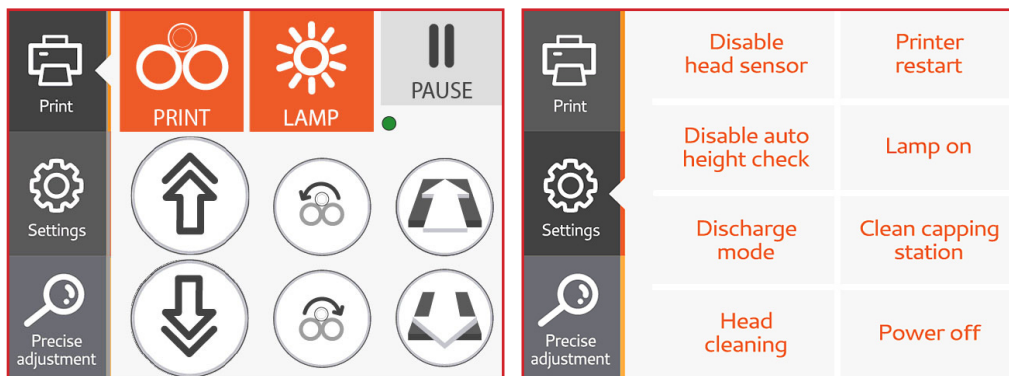 Print
PRINT
LAMP
PAUSE
Settings
Precise
adjustment
Print
Disable
head sensor
Printer
restart
Settings
Disable auto
height check
Lamp on
Discharge
mode
Clean capping
station
Precise
adjustment
Head
cleaning
Power off